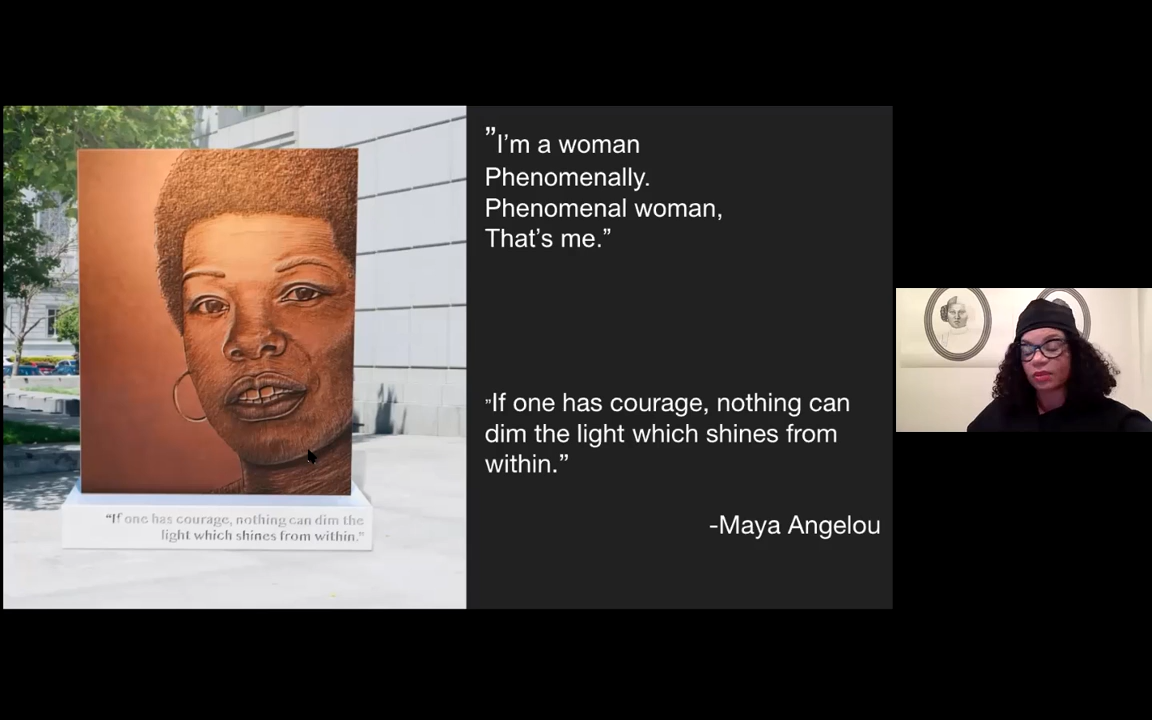 "If one has courage, nothing can dim the
light which shines from within."
”I’m a woman
Phenomenally.
Phenomenal woman,
That’s me.”
”If one has courage, nothing can
dim the light which shines from
within.”
-Maya Angelou